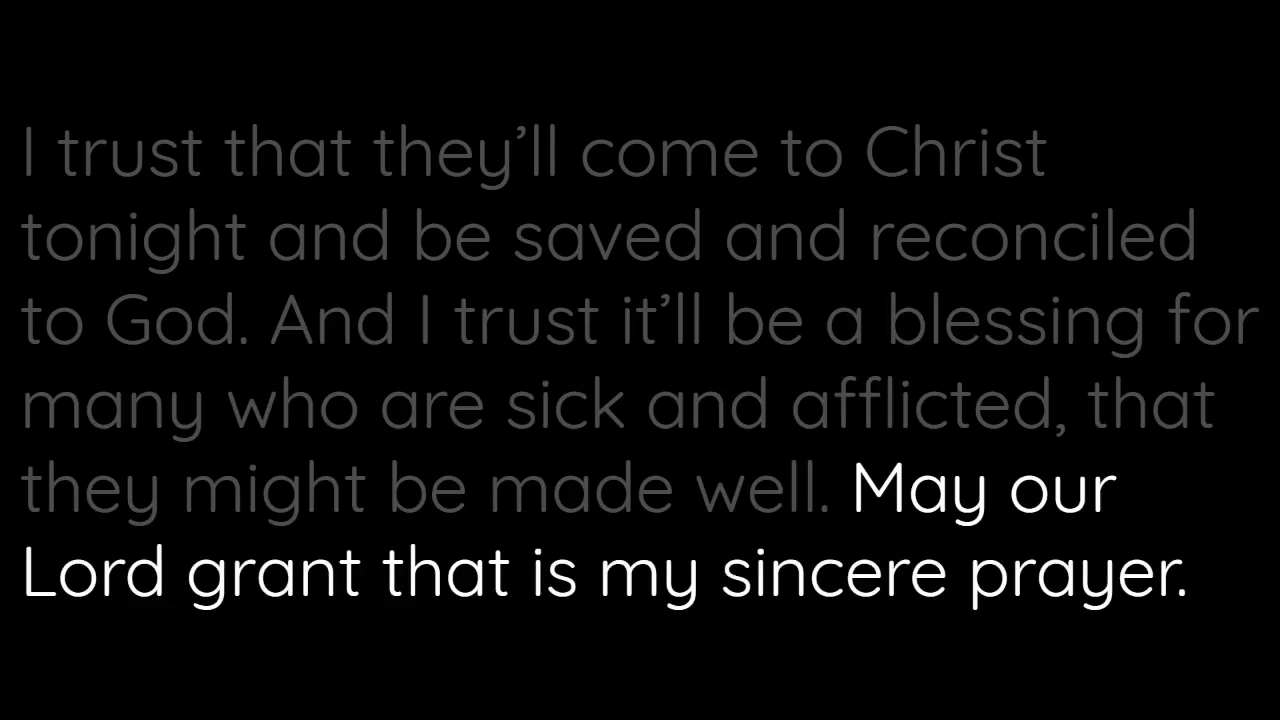 I trust that they’ll come to Christ
tonight and be saved and reconciled
to God. And I trust it’ll be a blessing for
many who are sick and afflicted, that
they might be made well. May our
Lord grant that is my sincere prayer.